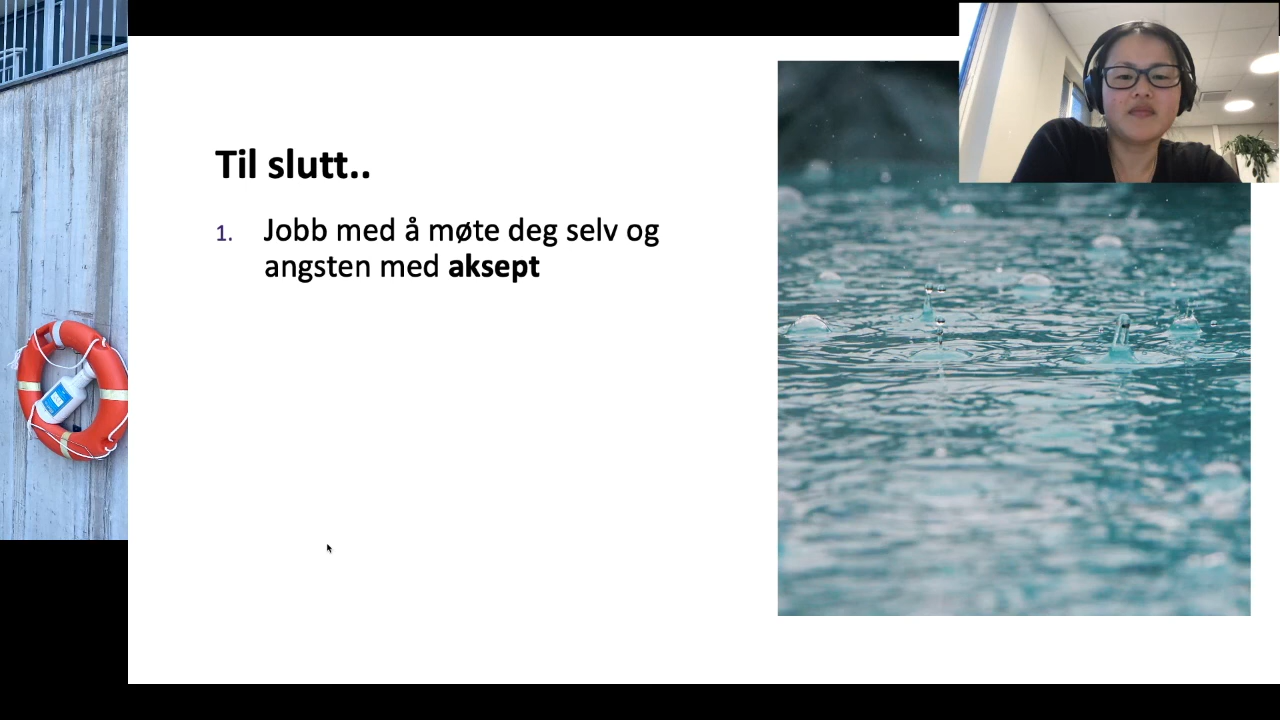 Til slutt..
1. Jobb med å møte deg selv og
angsten med aksept